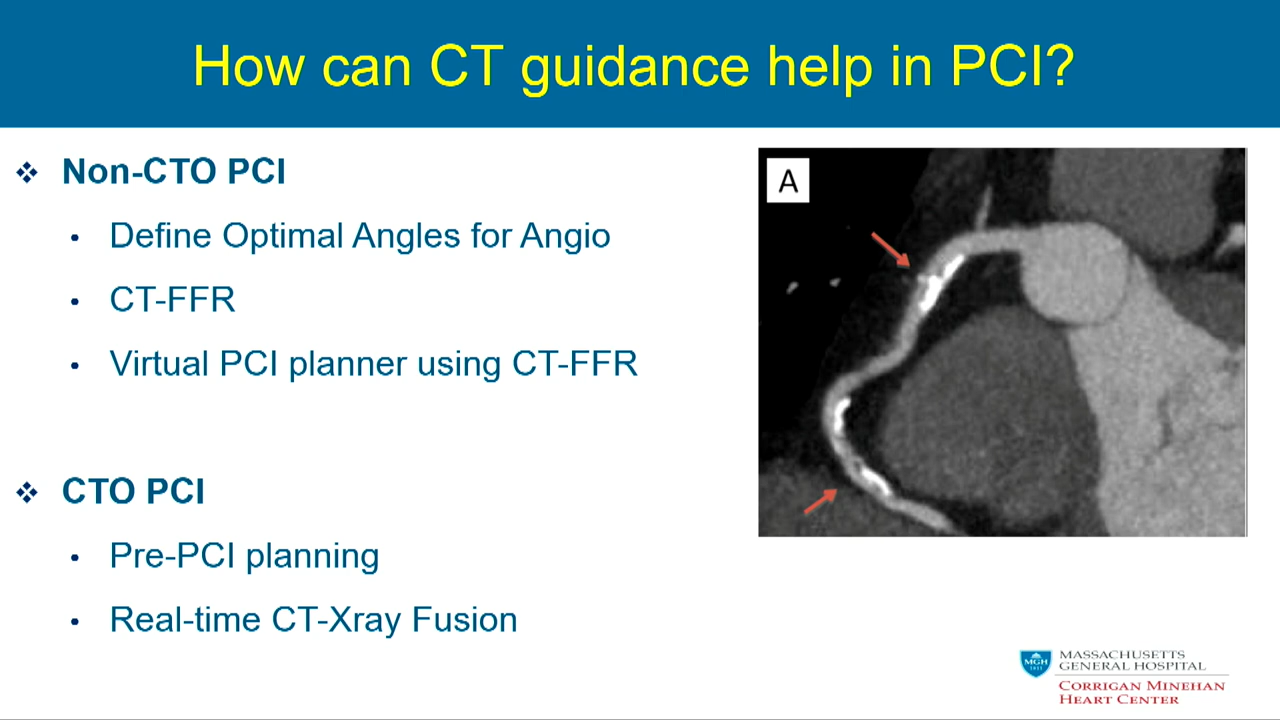 How can CT guidance help in PCI?
Non-CTO PCI
Define Optimal Angles for Angio
CT-FFR
Virtual PCI planner using CT-FFR
CTO PCI
Pre-PCI planning
Real-time CT-Xray Fusion
A
MGH
1811
MASSACHUSETTS
GENERAL HOSPITAL
CORRIGAN MINEHAN
HEART CENTER